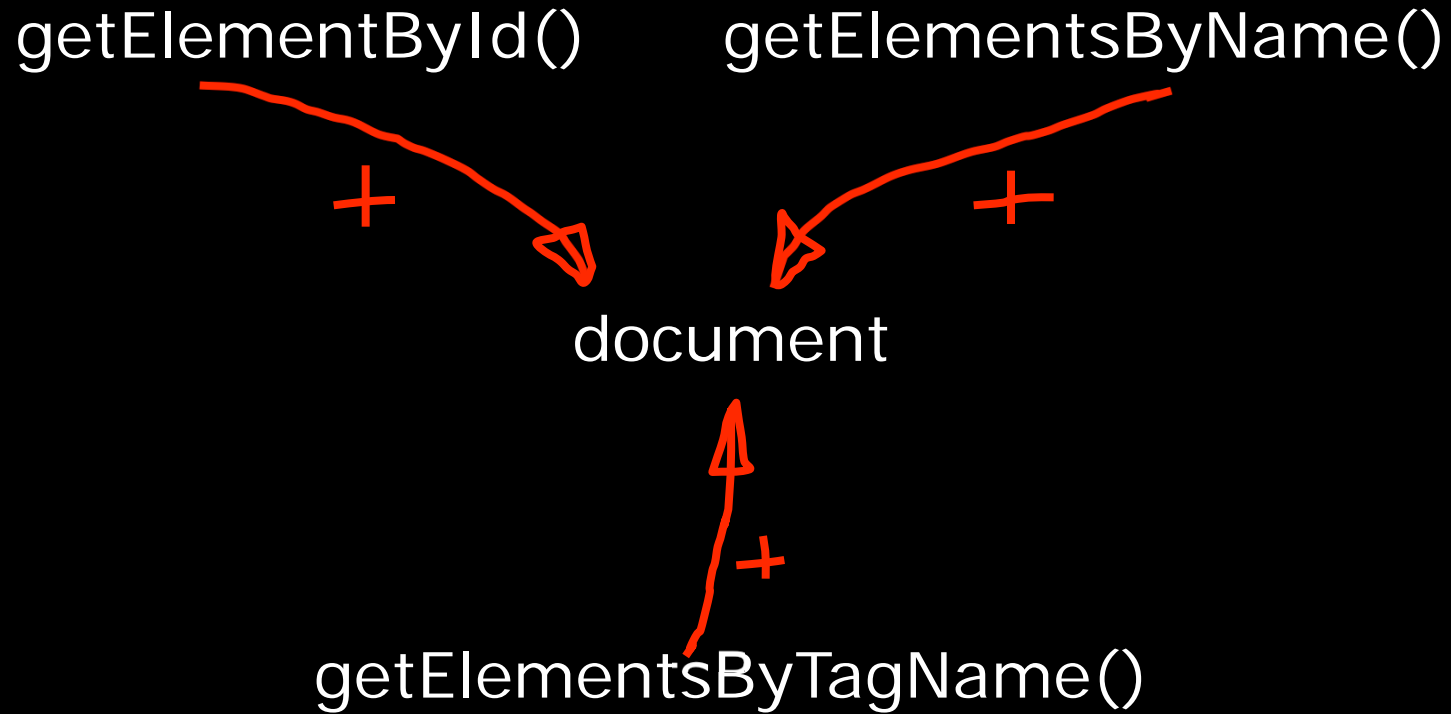 getElementById()
getElementsByName()
+
+
document
+
getElementsByTagName()